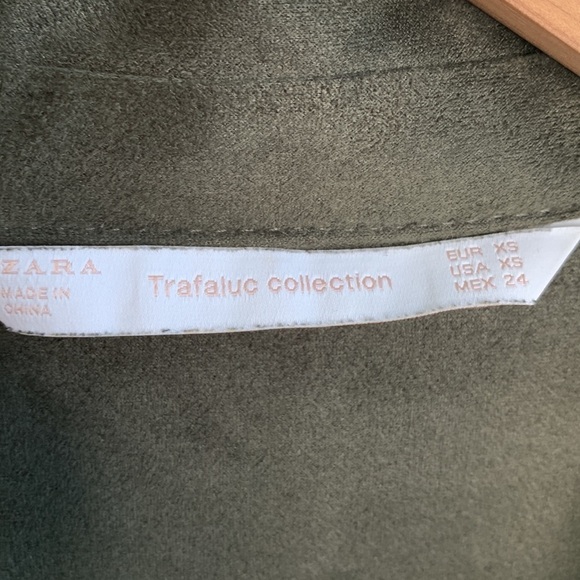 ZARA
MADE IN
CHINA
Trafaluc collection
EUR XS
USA XS
MEX 24